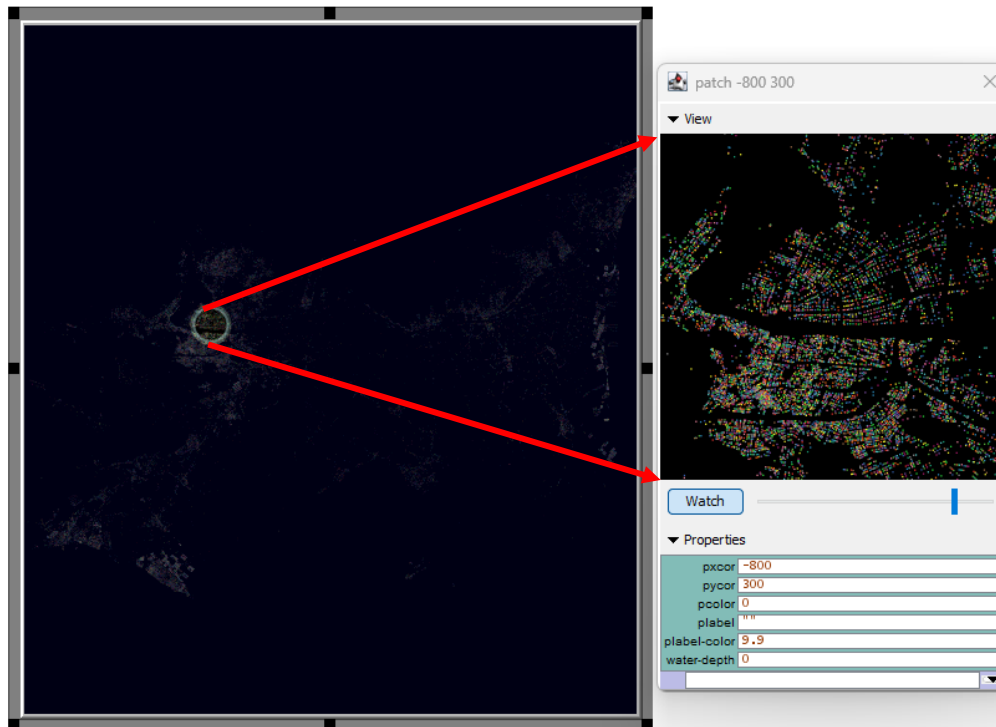 patch -800 300
View
Watch
Properties
pxcor -800
pycor 300
pcolor 0
plabel ""
plabel-color 9.9
water-depth 0